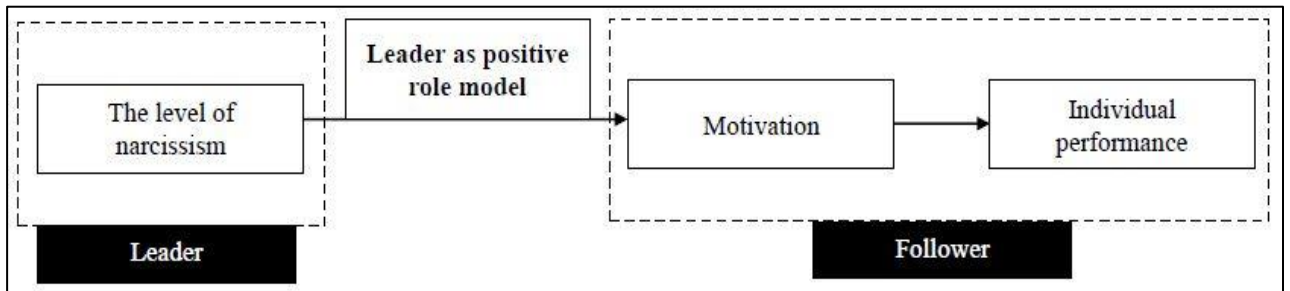 Leader as positive
role model
The level of
narcissism
Motivation
Individual
performance
Leader
Follower